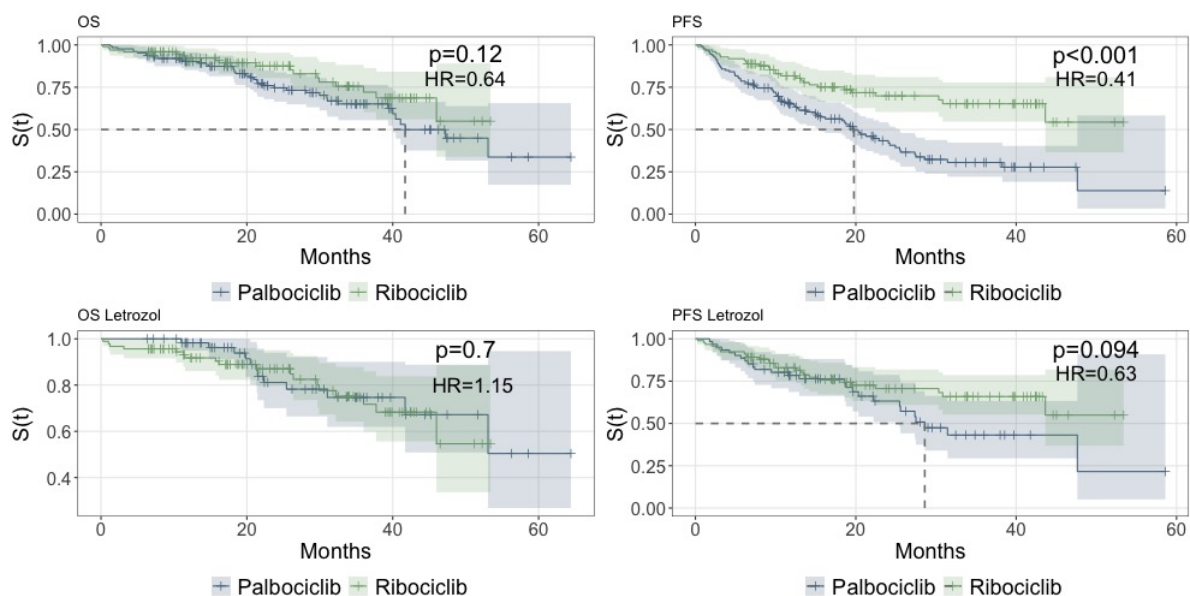 OS
p=0.12
HR=0.64
S(t)
1.00
0.75
0.50
0.25
0.00
0 20 40 60
Months
Palbociclib Ribociclib
PFS
p<0.001
HR=0.41
S(t)
1.00
0.75
0.50
0.25
0.00
0 20 40 60
Months
Palbociclib Ribociclib
OS Letrozol
p=0.7
HR=1.15
S(t)
1.0
0.8
0.6
0.4
0 20 40 60
Months
Palbociclib Ribociclib
PFS Letrozol
p=0.094
HR=0.63
S(t)
1.00
0.75
0.50
0.25
0.00
0 20 40 60
Months
Palbociclib Ribociclib